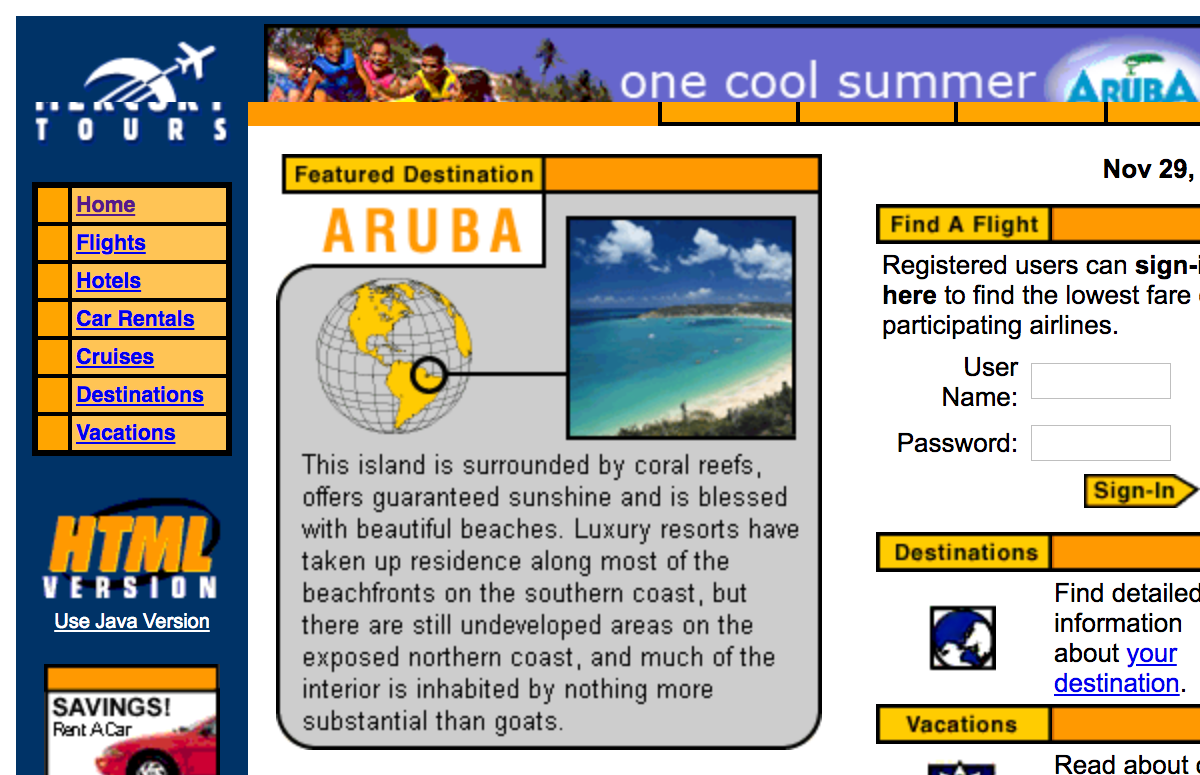 one cool summer
ARUBA
TOURS
Home
Flights
Hotels
Car Rentals
Cruises
Destinations
Vacations
HTML
VERSION
Use Java Version
SAVINGS!
Rent A Car
Featured Destination
ARUBA
This island is surrounded by coral reefs,
offers guaranteed sunshine and is blessed
with beautiful beaches. Luxury resorts have
taken up residence along most of the
beachfronts on the southern coast, but
there are still undeveloped areas on the
exposed northern coast, and much of the
interior is inhabited by nothing more
substantial than goats.
Nov 29,
Find A Flight
Registered users can sign-i
here to find the lowest fare
participating airlines.
User
Name:
Password:
Sign-In
Destinations
Find detailed
information
about your
destination.
Vacations
Read about